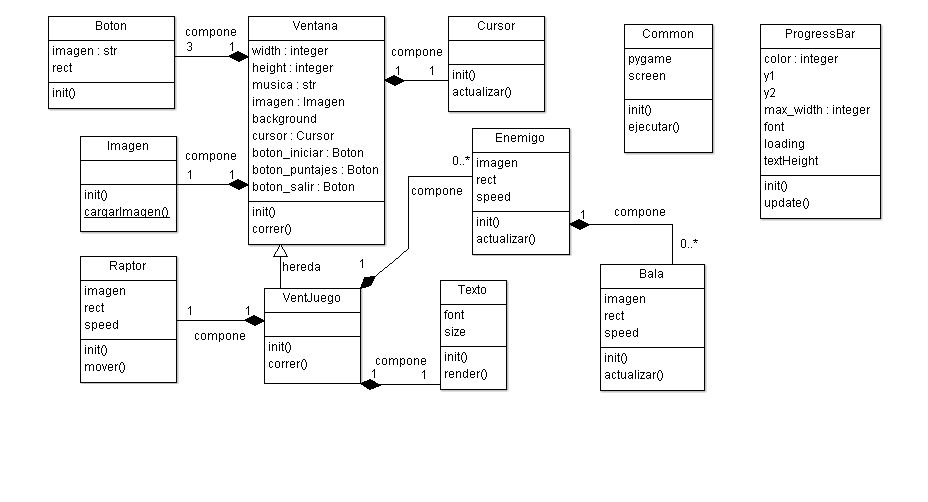 Boton
imagen : str
rect
init()
compone
3
1
Ventana
width : integer
height : integer
musica : str
imagen : Imagen
background
cursor : Cursor
boton_iniciar : Boton
boton_puntajes : Boton
boton_salir : Boton
init()
correr()
compone
1
1
Cursor
init()
actualizar()
Common
pygame
screen
init()
ejecutar()
ProgressBar
color : integer
y1
y2
max_width : integer
font
loading
textHeight
init()
update()
Imagen
init()
cargarImagen()
compone
1
1
Enemigo
imagen
rect
speed
init()
actualizar()
0..*
compone
1
1
compone
0..*
Bala
imagen
rect
speed
init()
actualizar()
hereda
Raptor
imagen
rect
speed
init()
mover()
1
1
compone
VentJuego
init()
correr()
compone
1
1
Texto
font
size
init()
render()